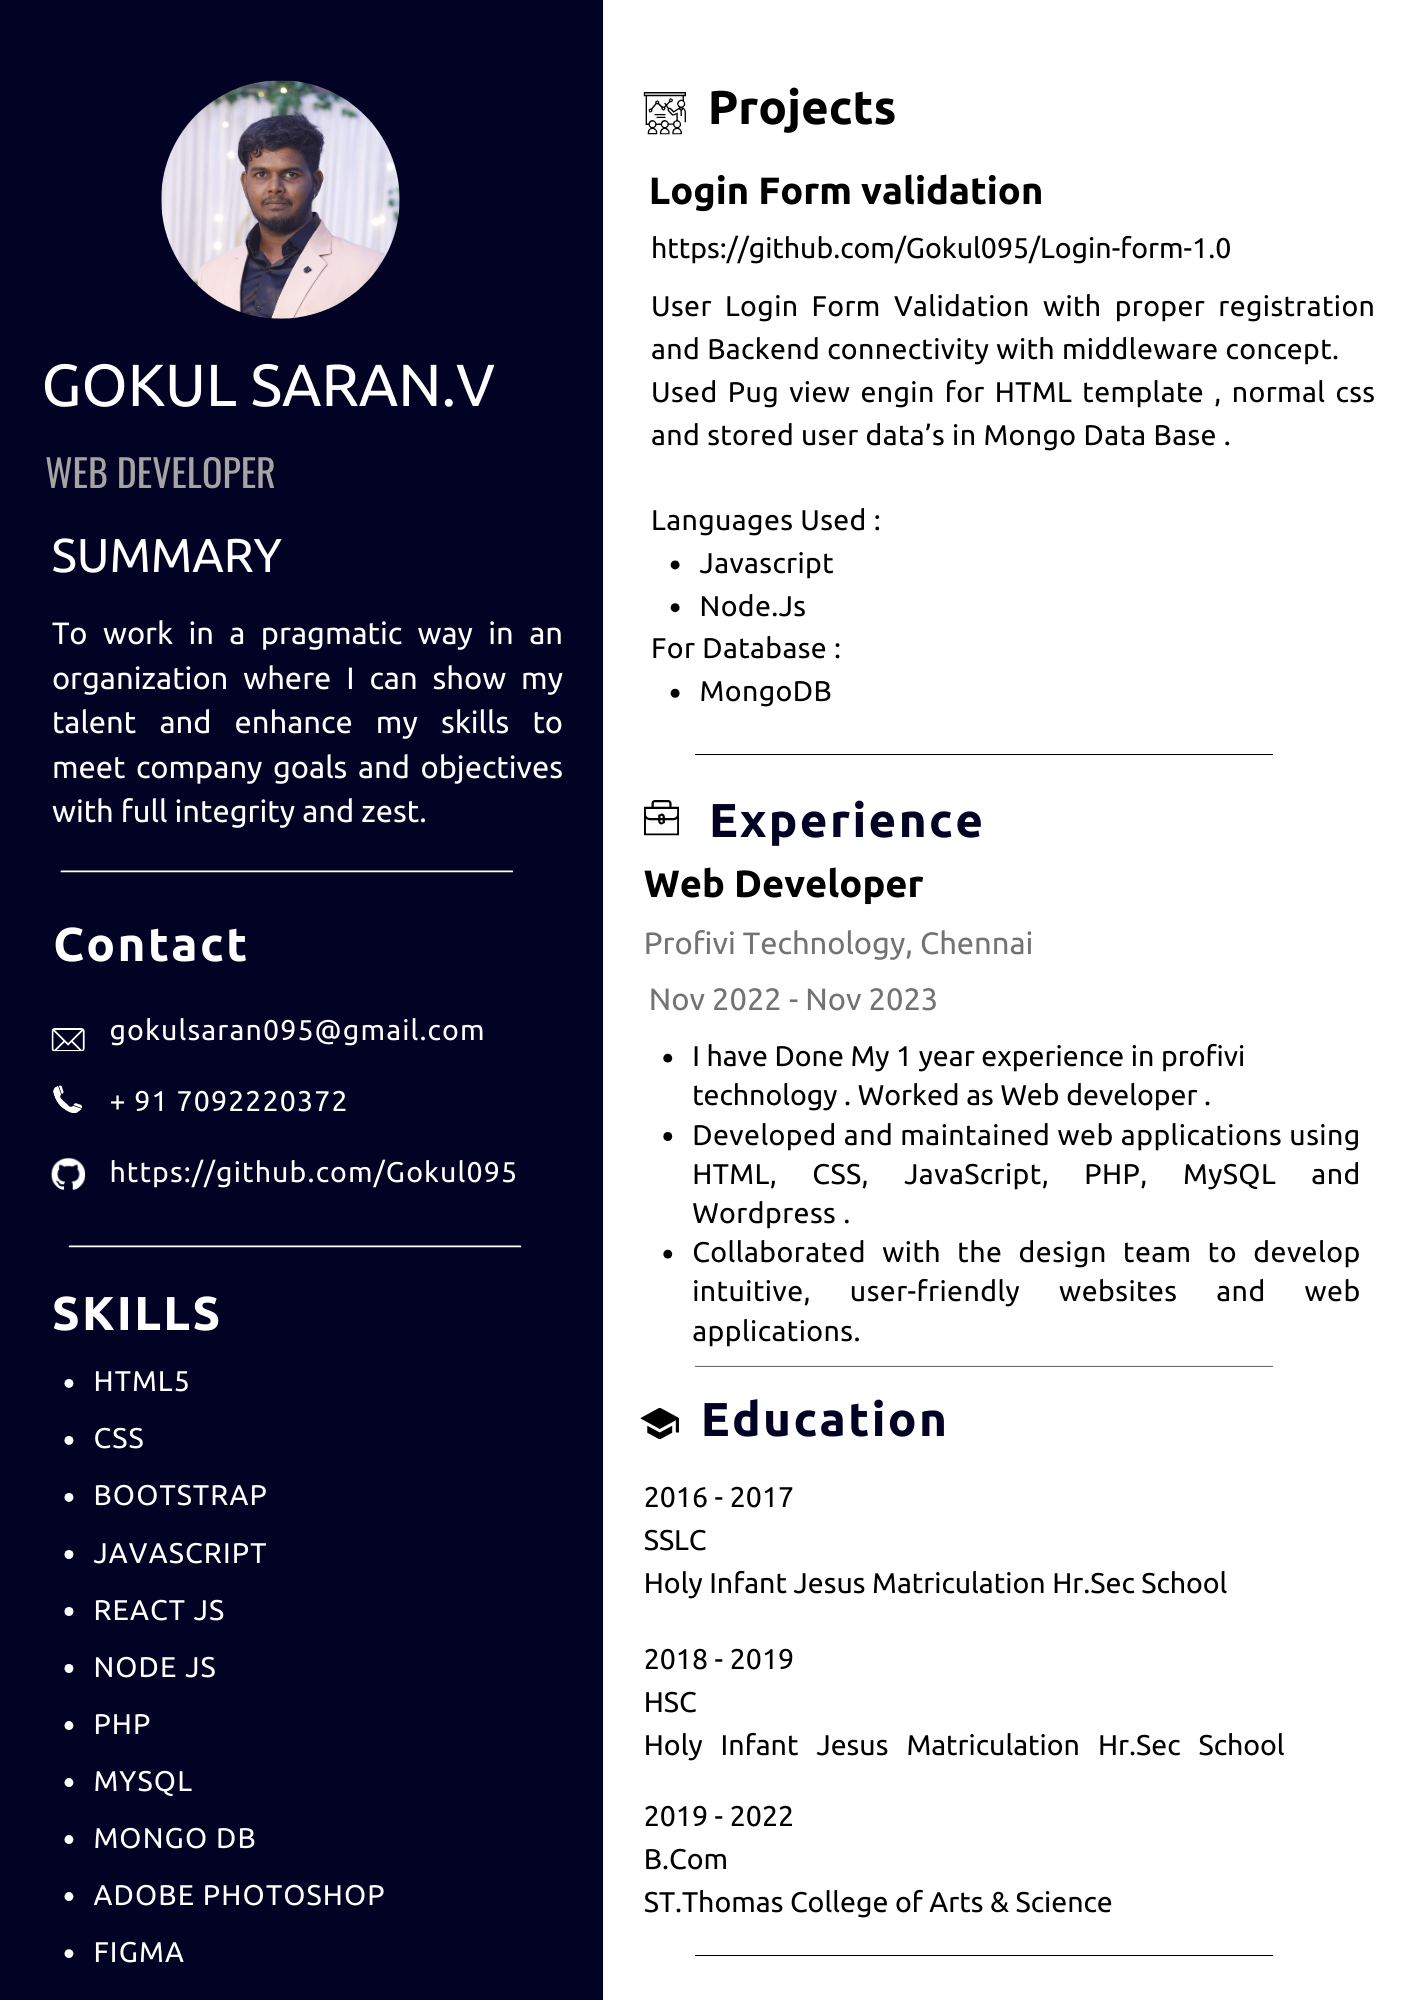 GOKUL SARAN.V
WEB DEVELOPER
SUMMARY
To work in a pragmatic way in an
organization where I can show my
talent and enhance my skills to
meet company goals and objectives
with full integrity and zest.
Contact
gokulsaran095@gmail.com
+ 91 7092220372
https://github.com/Gokul095
SKILLS
• HTML5
• CSS
• BOOTSTRAP
• JAVASCRIPT
• REACT JS
• NODE JS
• PHP
• MYSQL
• MONGO DB
• ADOBE PHOTOSHOP
• FIGMA
Projects
Login Form validation
https://github.com/Gokul095/Login-form-1.0
User Login Form Validation with proper registration
and Backend connectivity with middleware concept.
Used Pug view engin for HTML template , normal css
and stored user data’s in Mongo Data Base .
Languages Used :
• Javascript
• Node.Js
For Database :
• MongoDB
Experience
Web Developer
Profivi Technology, Chennai
Nov 2022 - Nov 2023
• I have Done My 1 year experience in profivi
technology . Worked as Web developer .
• Developed and maintained web applications using
HTML, CSS, JavaScript, PHP, MySQL and
Wordpress .
• Collaborated with the design team to develop
intuitive, user-friendly websites and web
applications.
Education
2016 - 2017
SSLC
Holy Infant Jesus Matriculation Hr.Sec School
2018 - 2019
HSC
Holy Infant Jesus Matriculation Hr.Sec School
2019 - 2022
B.Com
ST.Thomas College of Arts & Science